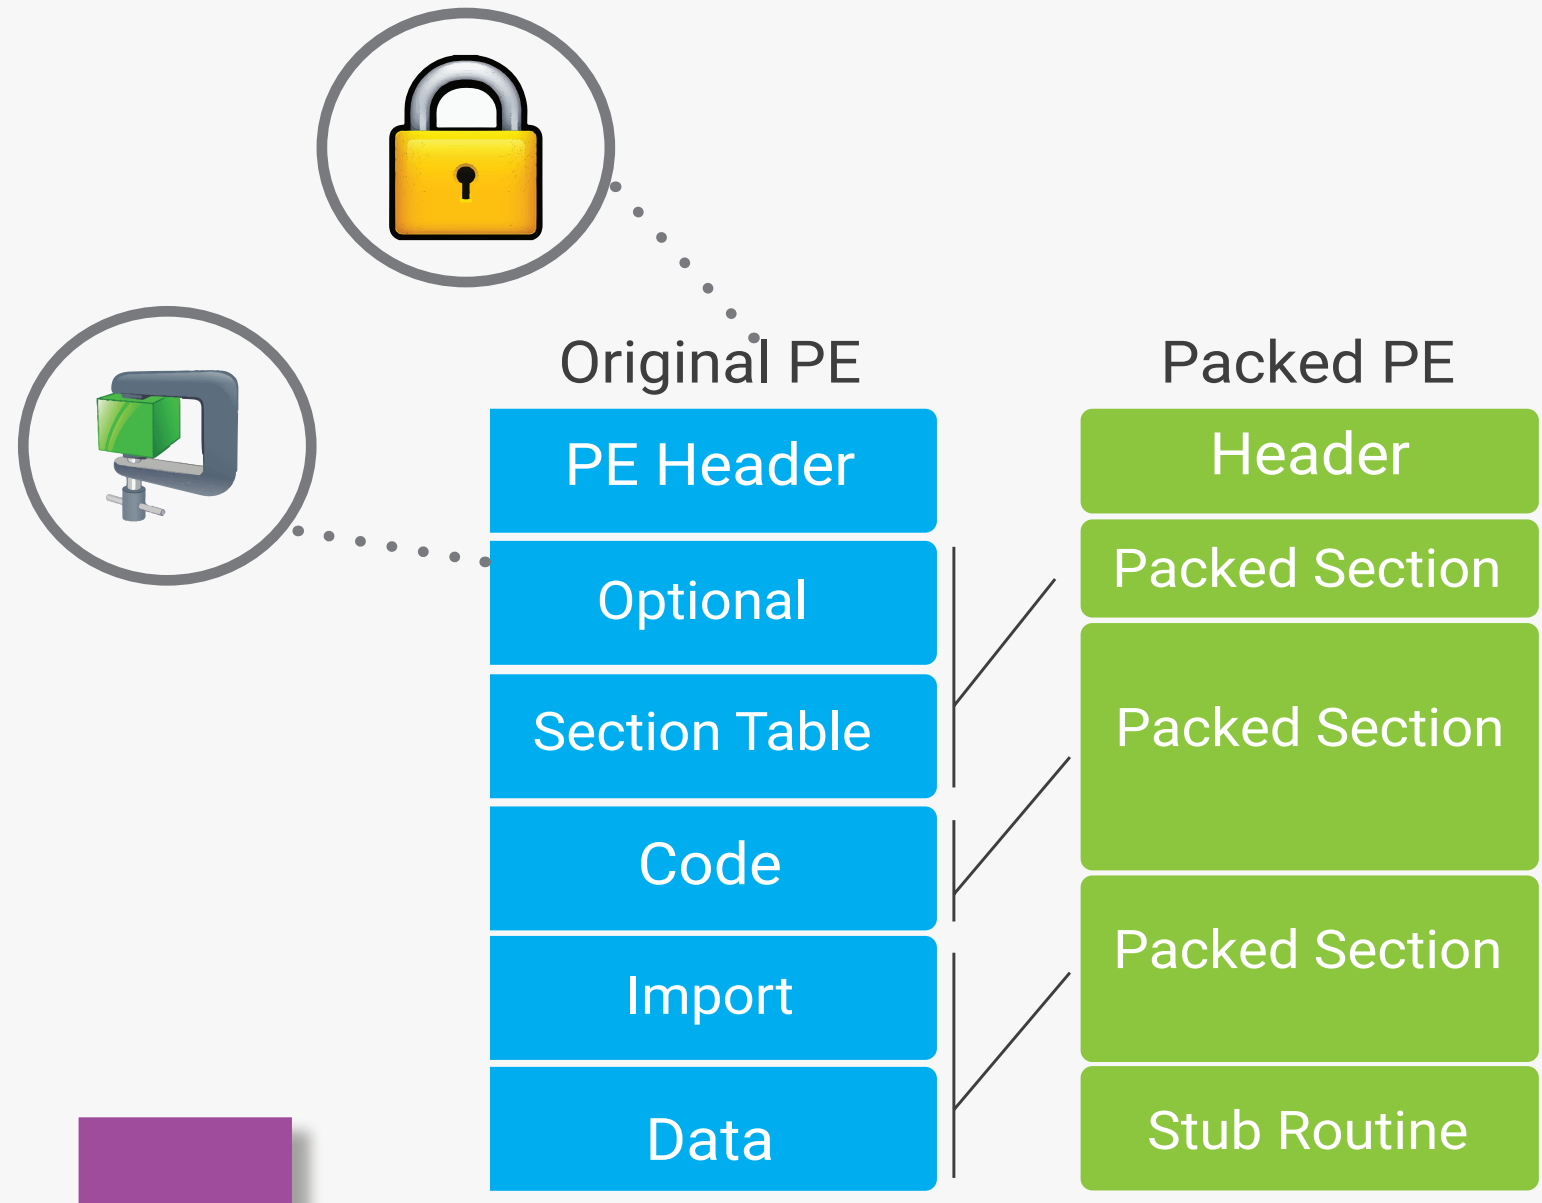 Original PE
PE Header
Optional
Section Table
Code
Import
Data
Packed PE
Header
Packed Section
Packed Section
Packed Section
Stub Routine